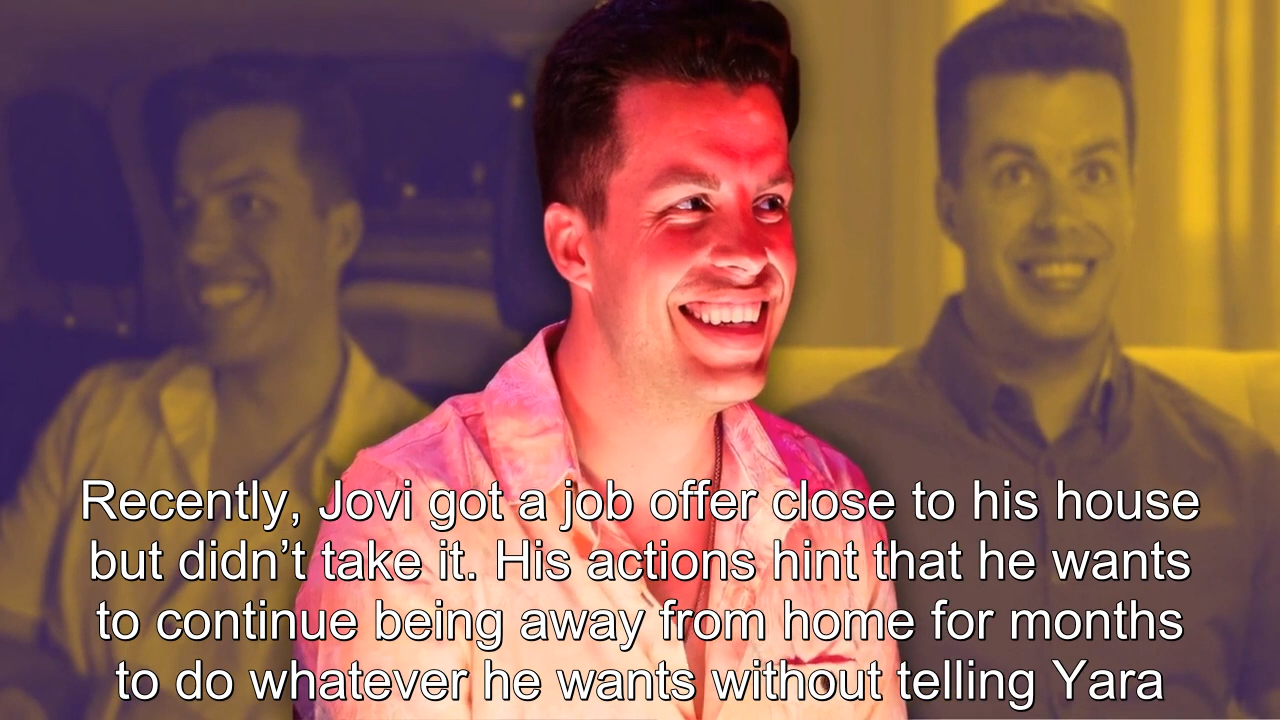 Recently, Jovi got a job offer close to his house
but didn’t take it. His actions hint that he wants
to continue being away from home for months
to do whatever he wants without telling Yara